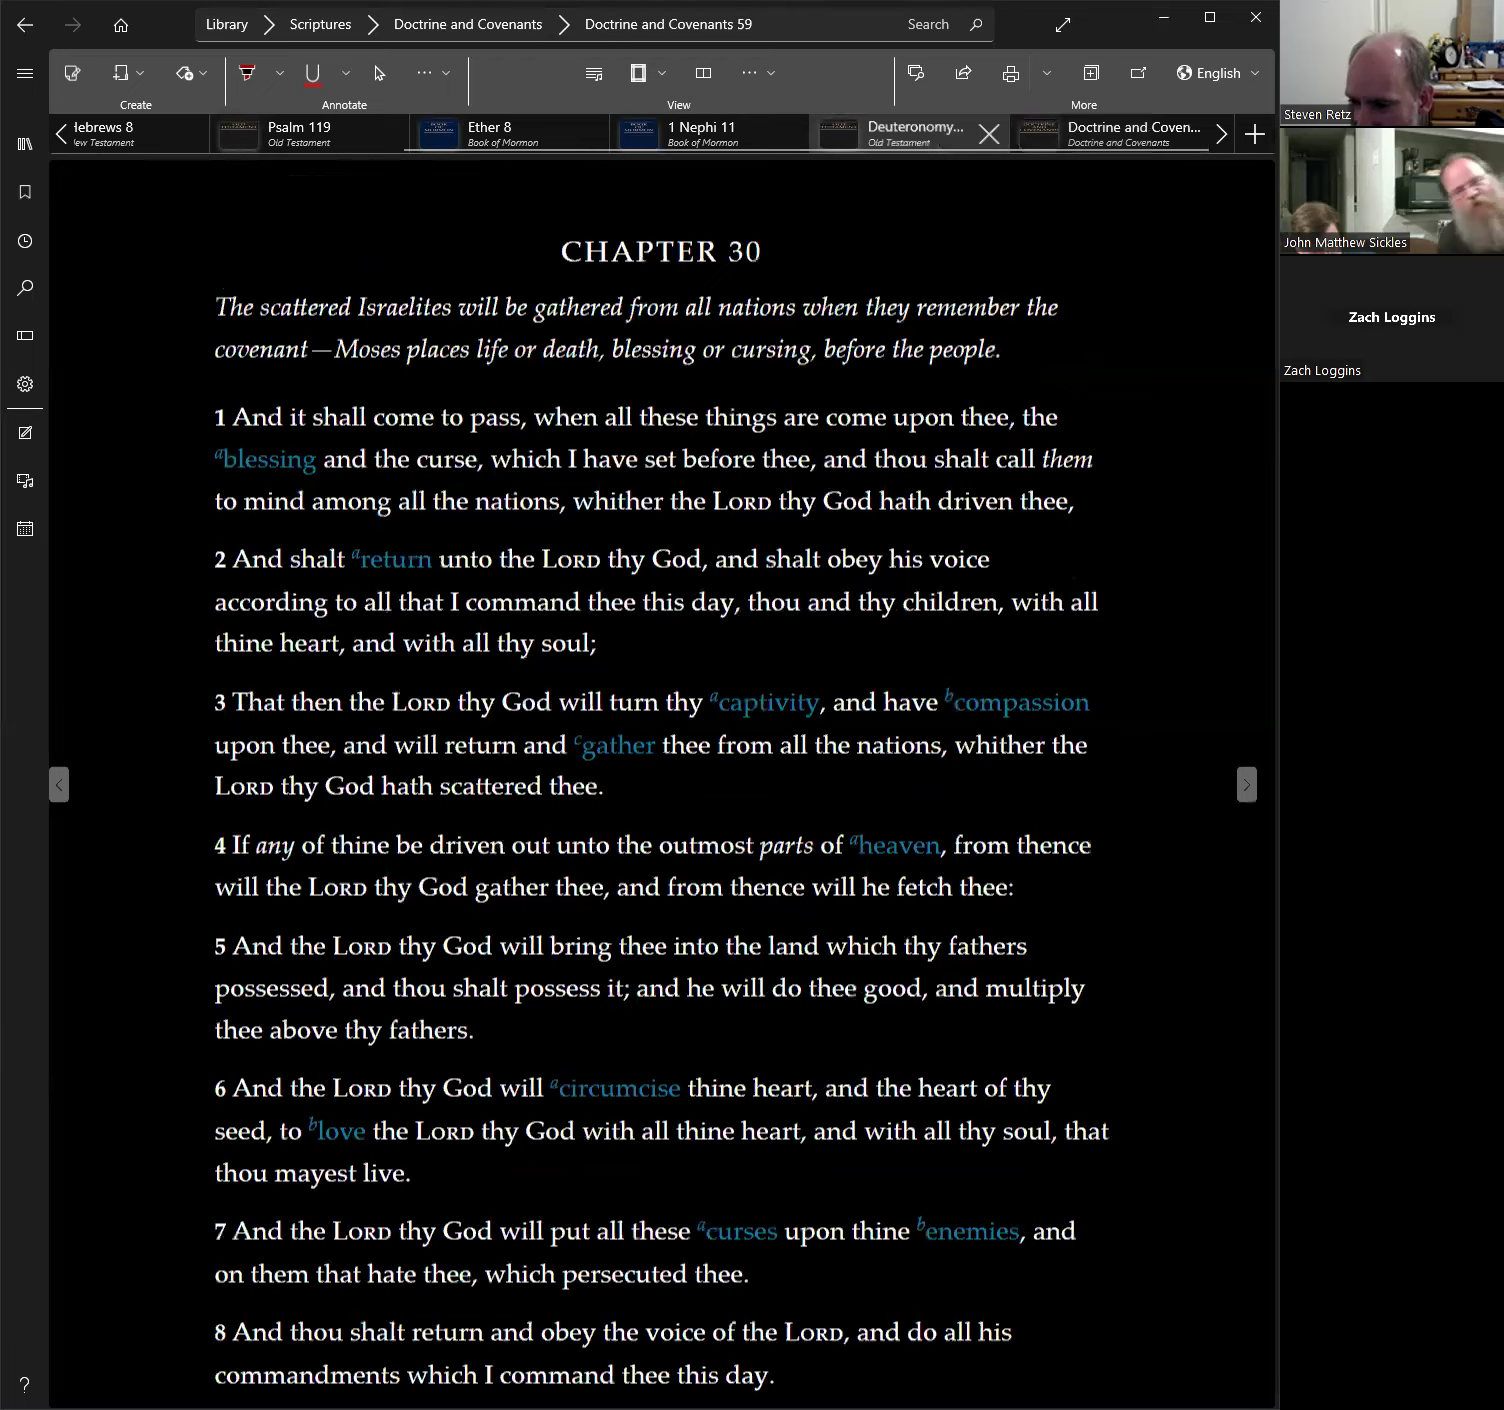 Library Scriptures Doctrine and Covenants Doctrine and Covenants 59 Search
English
Create Annotate View More
Hebrews 8 Psalm 119 Ether 8 1 Nephi 11 Deuteronomy... Doctrine and Coven...
New Testament Old Testament Book of Mormon Book of Mormon Old Testament Doctrine and Covenants
CHAPTER 30
The scattered Israelites will be gathered from all nations when they remember the
covenant—Moses places life or death, blessing or cursing, before the people.
1 And it shall come to pass, when all these things are come upon thee, the
a blessing and the curse, which I have set before thee, and thou shalt call them
to mind among all the nations, whither the LORD thy God hath driven thee,
2 And shalt a return unto the LORD thy God, and shalt obey his voice
according to all that I command thee this day, thou and thy children, with all
thine heart, and with all thy soul;
3 That then the LORD thy God will turn thy a captivity, and have b compassion
upon thee, and will return and c gather thee from all the nations, whither the
LORD thy God hath scattered thee.
4 If any of thine be driven out unto the outmost parts of a heaven, from thence
will the LORD thy God gather thee, and from thence will he fetch thee:
5 And the LORD thy God will bring thee into the land which thy fathers
possessed, and thou shalt possess it; and he will do thee good, and multiply
thee above thy fathers.
6 And the LORD thy God will a circumcise thine heart, and the heart of thy
seed, to b love the LORD thy God with all thine heart, and with all thy soul, that
thou mayest live.
7 And the LORD thy God will put all these a curses upon thine b enemies, and
on them that hate thee, which persecuted thee.
8 And thou shalt return and obey the voice of the LORD, and do all his
commandments which I command thee this day.
Steven Retz
John Matthew Sickles
Zach Loggins
Zach Loggins